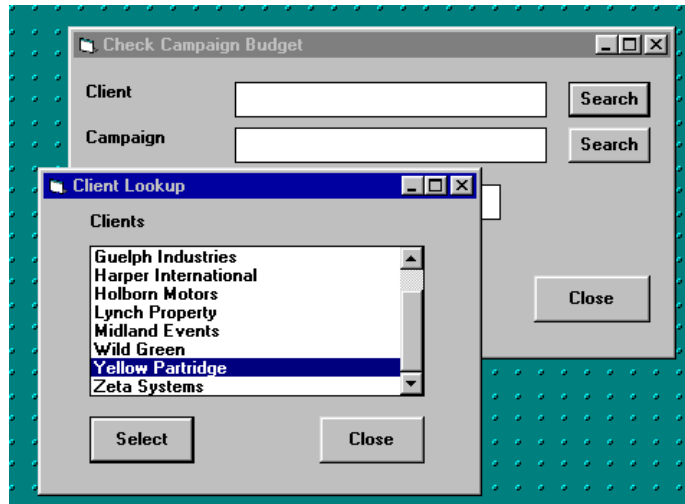 Check Campaign Budget
Client
Search
Campaign
Search
Close
Client Lookup
Clients
Guelph Industries
Harper International
Holborn Motors
Lynch Property
Midland Events
Wild Green
Yellow Partridge
Zeta Systems
Select
Close